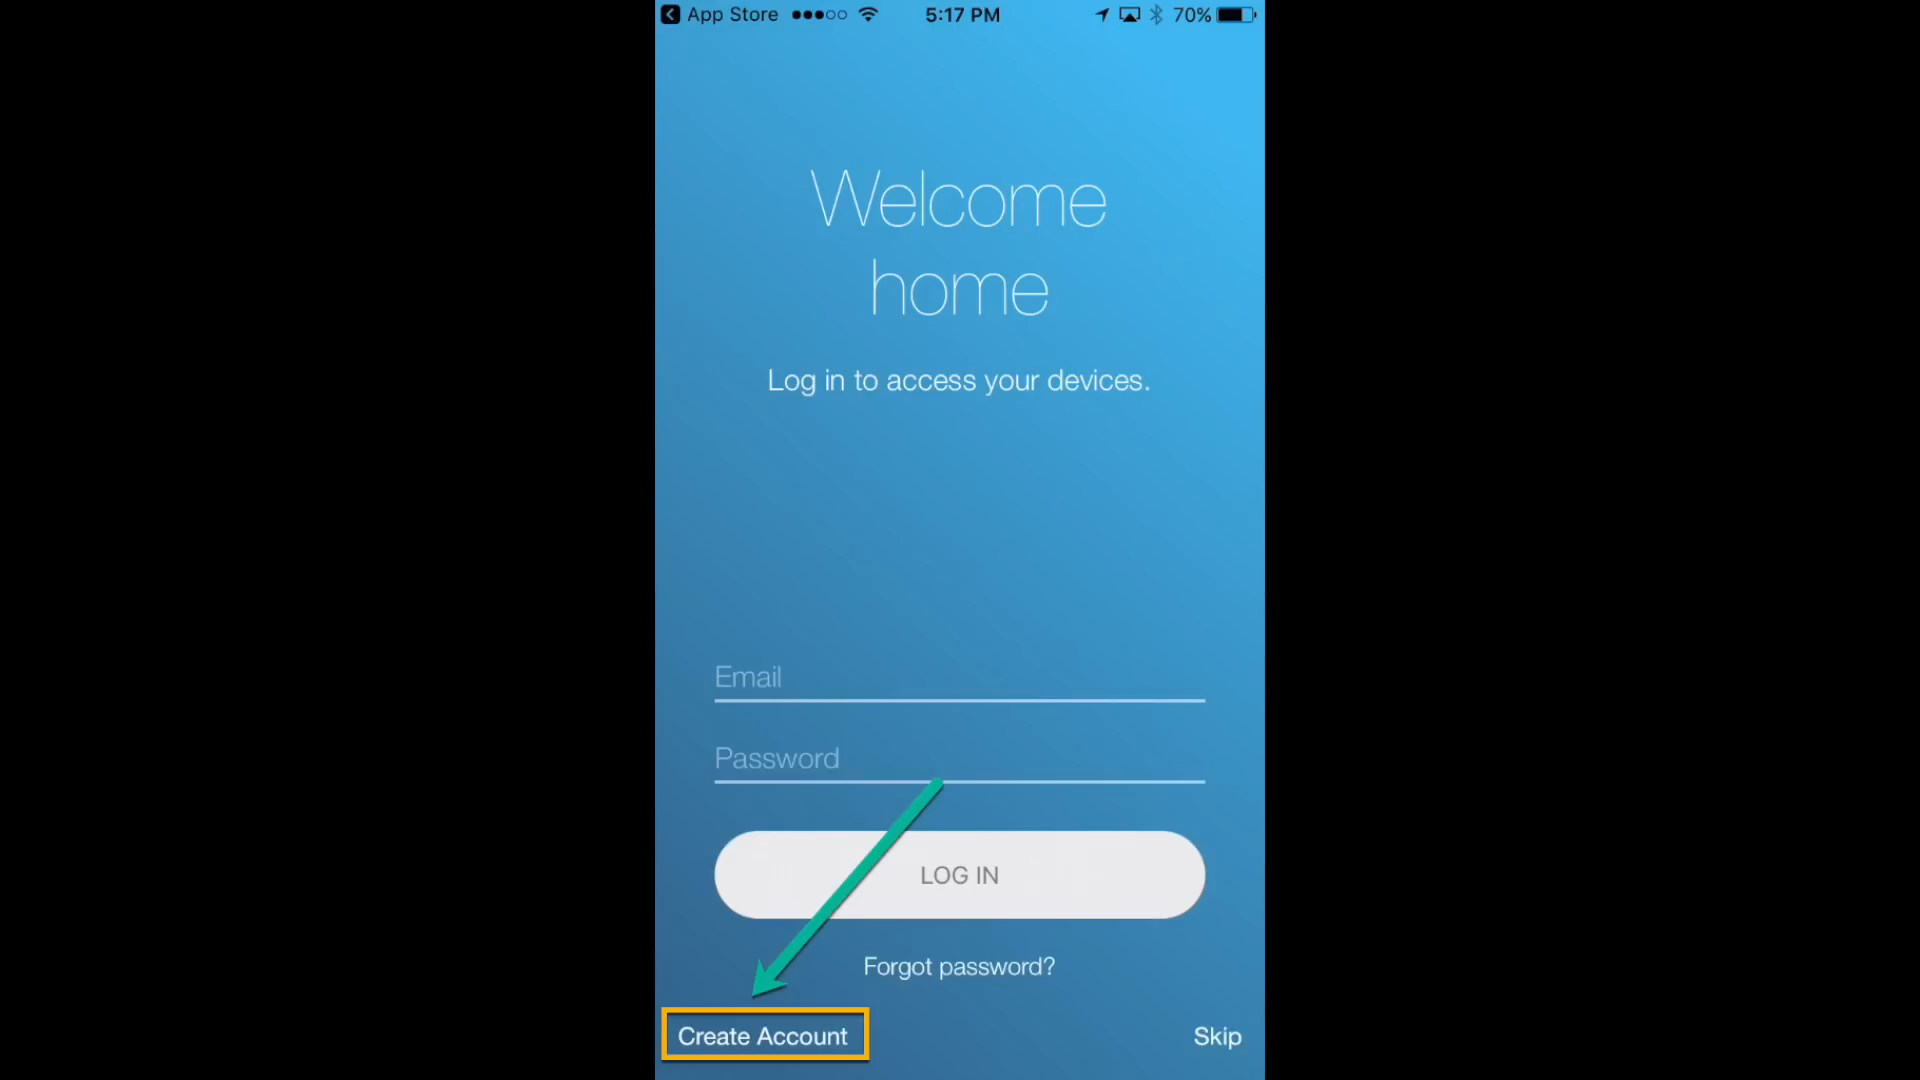 App Store 5:17 PM 70%
Welcome
home
Log in to access your devices.
Email
Password
LOG IN
Forgot password?
Create Account Skip